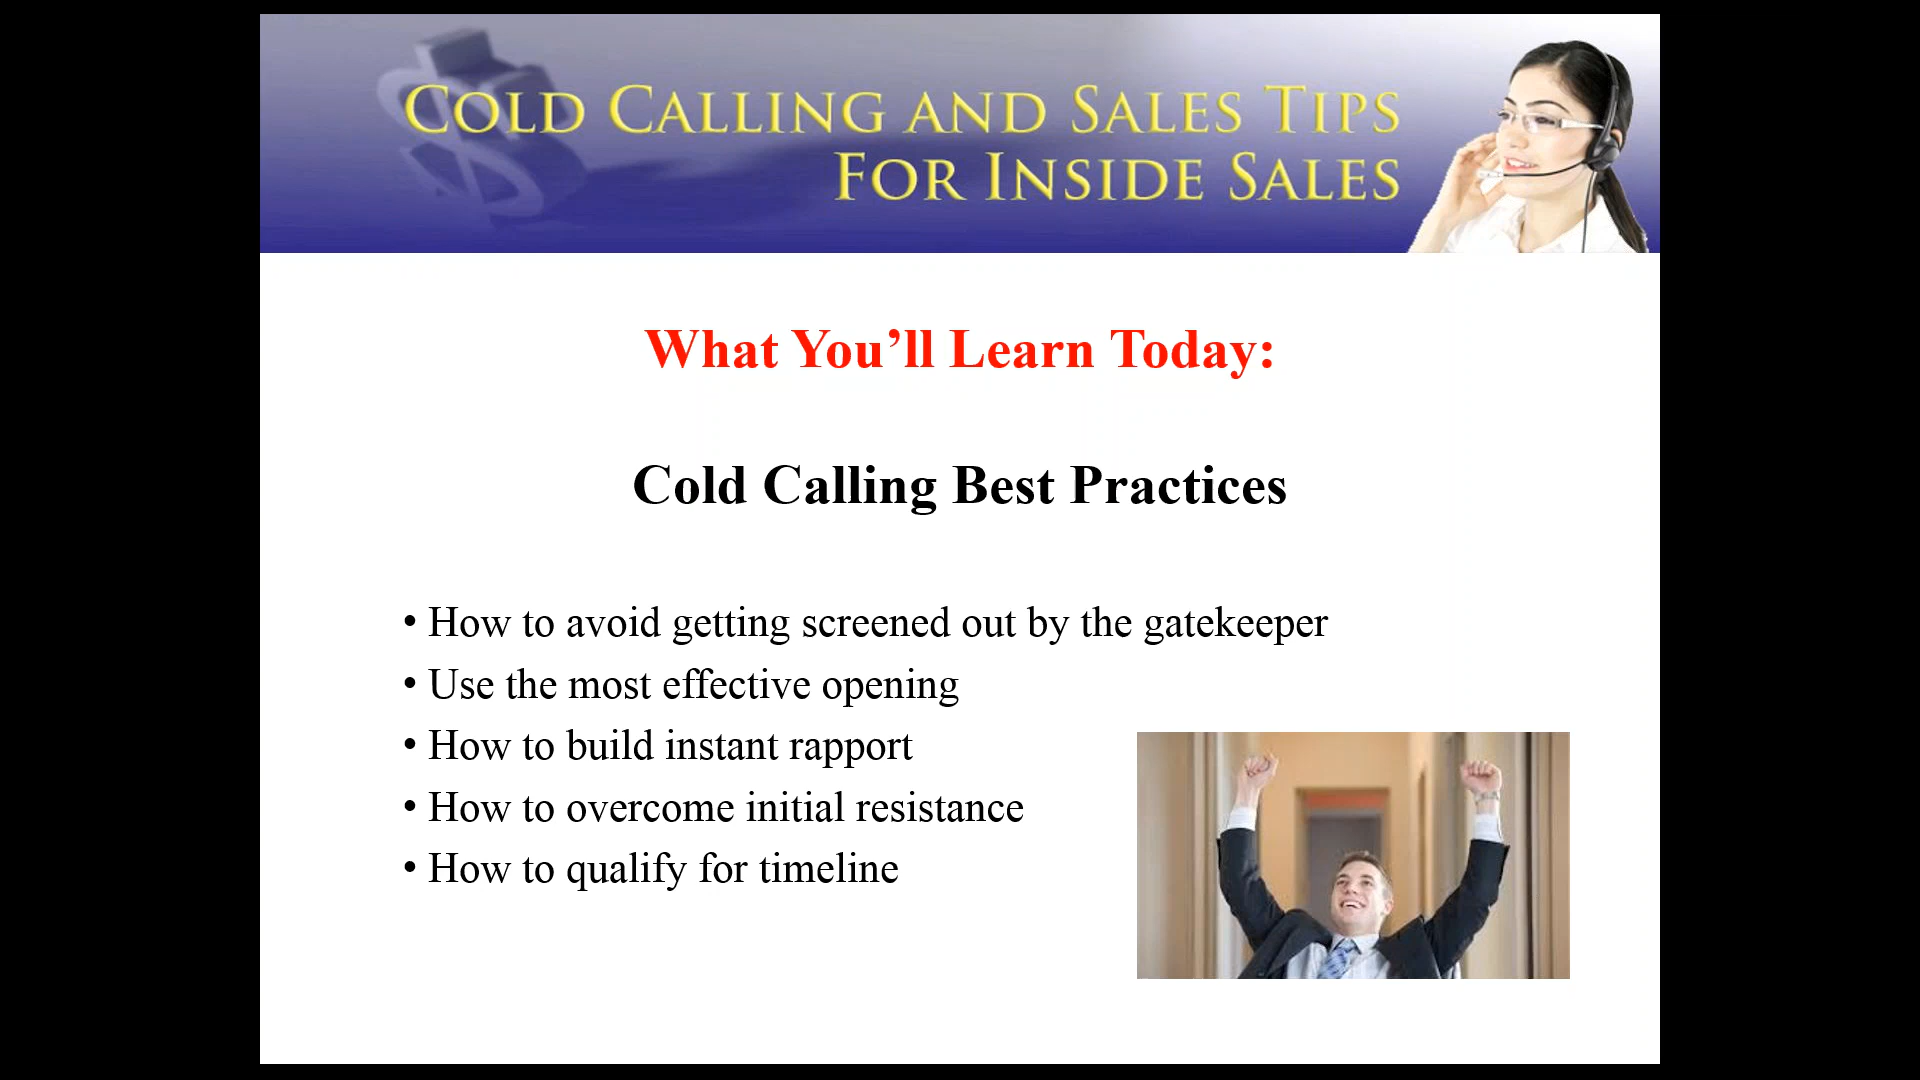 COLD CALLING AND SALES TIPS
FOR INSIDE SALES
What You’ll Learn Today:
Cold Calling Best Practices
• How to avoid getting screened out by the gatekeeper
• Use the most effective opening
• How to build instant rapport
• How to overcome initial resistance
• How to qualify for timeline